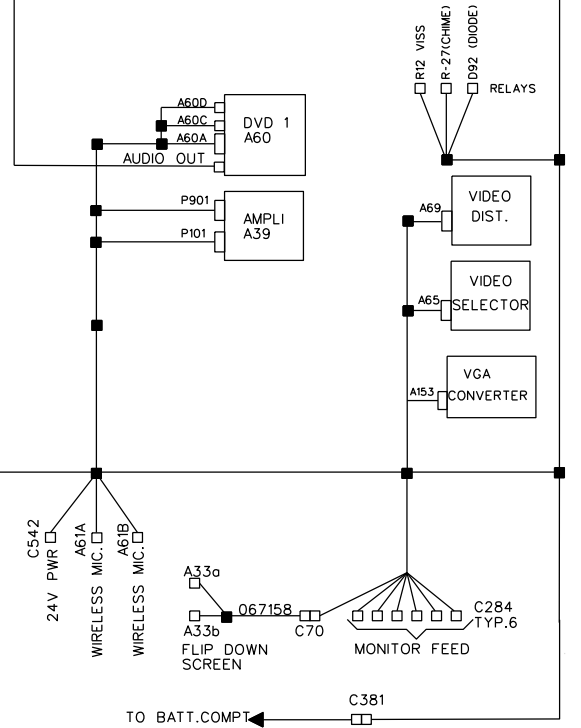 R12 VISS
R-27(CHIME)
D92 (DIODE)
RELAYS
A60D
A60C
A60A
AUDIO OUT
DVD 1
A60
P901
P101
AMPLI
A39
A69
VIDEO
DIST.
A65
VIDEO
SELECTOR
A153
VGA
CONVERTER
C542
24V PWR
A61A
WIRELESS MIC.
A61B
WIRELESS MIC.
A33a
A33b
067158
C70
FLIP DOWN
SCREEN
C284
TYP.6
MONITOR FEED
C381
TO BATT.COMPT